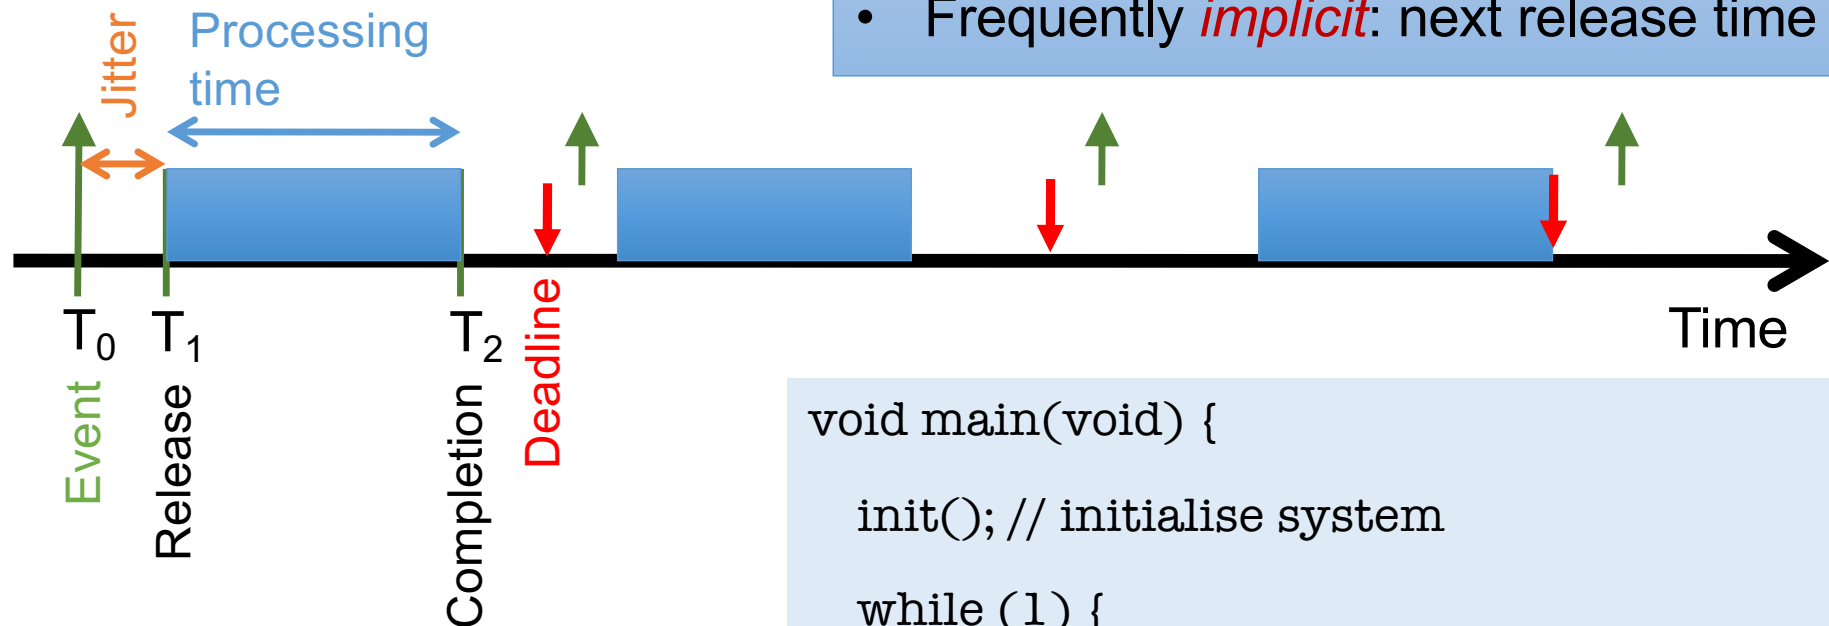 • Frequently implicit: next release time
Jitter
Processing
time
T0
T1
T2
Time
Event
Release
Completion
Deadline
void main(void) {
init(); // initialise system
while (1) {